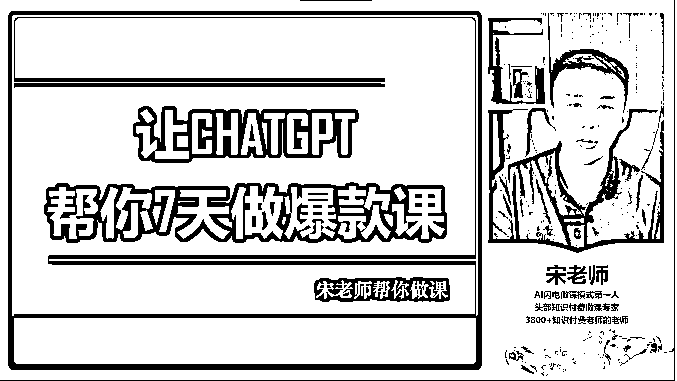 让CHATGPT
帮你7天做爆款课
宋老师帮你做课
宋老师
AI闪电做课模式第一人
头部知识付费做课专家
3800+知识付费老师的老师